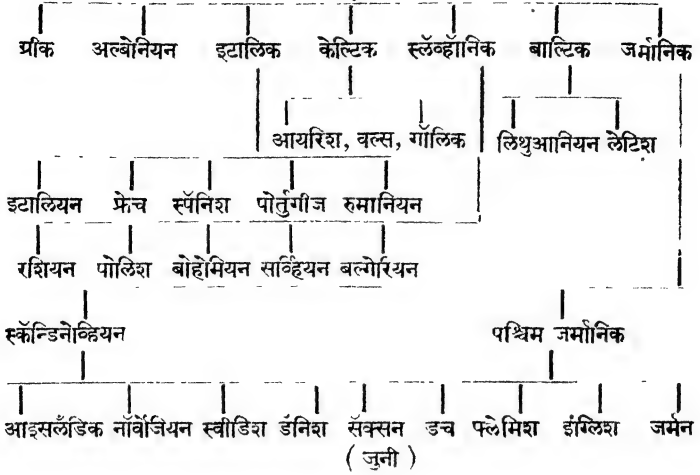 ग्रीक अल्बोनियन इटालिक केल्टिक स्लॅव्हॉनिक बाल्टिक जर्मानिक
आयरिश, वल्स, गॉलिक लिथुआनियन लेटिश
इटालियन फ्रेच स्पॅनिश पोर्तुगीज रुमानियन
रशियन पोलिश बोहोमियन सर्व्हियन बल्गेरियन
स्कॅन्डिनेव्हियन पश्चिम जर्मानिक
आइसलँडिक नॉर्वेजियन स्वीडिश डॅनिश सॅक्सन डच फ्लेमिश इंग्लिश जर्मन
( जुनी )